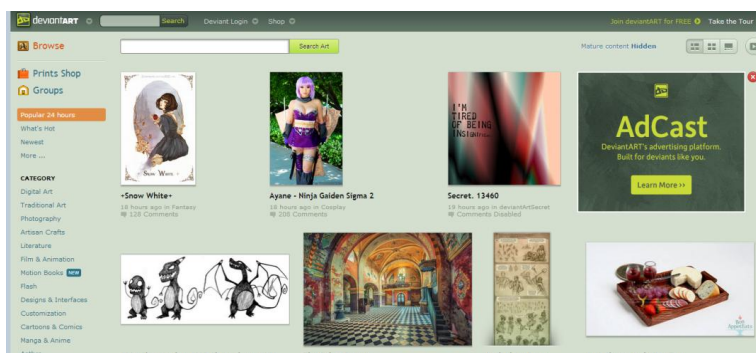 deviantART
Search
Deviant Login
Shop
Join deviantART for FREE
Take the Tour
Browse
Search Art
Mature content Hidden
Prints Shop
Groups
Popular 24 hours
What's Hot
Newest
More ...
CATEGORY
Digital Art
Traditional Art
Photography
Artisan Crafts
Literature
Film & Animation
Motion Books NEW
Flash
Designs & Interfaces
Customization
Cartoons & Comics
Manga & Anime
Snow White
+Snow White+
18 hours ago in Fantasy
128 Comments
Ayane - Ninja Gaiden Sigma 2
16 hours ago in Cosplay
208 Comments
I'M
TIRED
OF BEING
Secret. 13460
19 hours ago in deviantArtSecret
Comments Disabled
AdCast
DeviantART's advertising platform.
Built for deviants like you.
Learn More >>